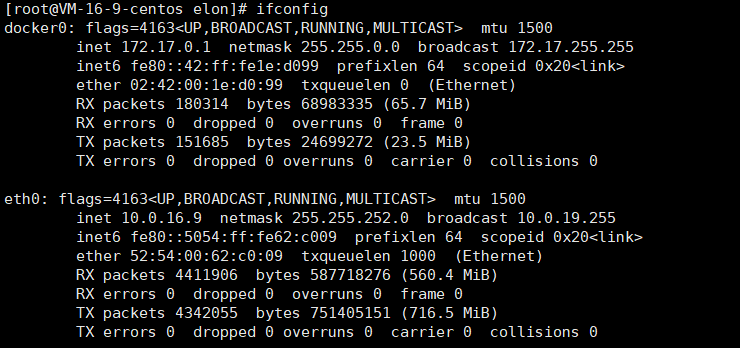 [root@VM-16-9-centos elon]# ifconfig
docker0: flags=4163<UP,BROADCAST,RUNNING,MULTICAST>  mtu 1500
        inet 172.17.0.1  netmask 255.255.0.0  broadcast 172.17.255.255
        inet6 fe80::42:ff:fe1e:d099  prefixlen 64  scopeid 0x20<link>
        ether 02:42:00:1e:d0:99  txqueuelen 0  (Ethernet)
        RX packets 180314  bytes 68983335 (65.7 MiB)
        RX errors 0  dropped 0  overruns 0  frame 0
        TX packets 151685  bytes 24699272 (23.5 MiB)
        TX errors 0  dropped 0 overruns 0  carrier 0  collisions 0

eth0: flags=4163<UP,BROADCAST,RUNNING,MULTICAST>  mtu 1500
        inet 10.0.16.9  netmask 255.255.252.0  broadcast 10.0.19.255
        inet6 fe80::5054:ff:fe62:c009  prefixlen 64  scopeid 0x20<link>
        ether 52:54:00:62:c0:09  txqueuelen 1000  (Ethernet)
        RX packets 4411906  bytes 587718276 (560.4 MiB)
        RX errors 0  dropped 0  overruns 0  frame 0
        TX packets 4342055  bytes 751405151 (716.5 MiB)
        TX errors 0  dropped 0 overruns 0  carrier 0  collisions 0